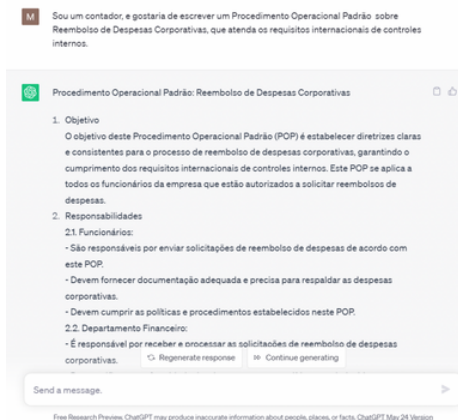 M
Sou um contador, e gostaria de escrever um Procedimento Operacional Padrão sobre
Reembolso de Despesas Corporativas, que atenda os requisitos internacionais de controles
internos.
Procedimento Operacional Padrão: Reembolso de Despesas Corporativas
1. Objetivo
O objetivo deste Procedimento Operacional Padrão (POP) é estabelecer diretrizes claras
e consistentes para o processo de reembolso de despesas corporativas, garantindo o
cumprimento dos requisitos internacionais de controles internos. Este POP se aplica a
todos os funcionários da empresa que estão autorizados a solicitar reembolsos de
despesas.
2. Responsabilidades
2.1. Funcionários:
- São responsáveis por enviar solicitações de reembolso de despesas de acordo com
este POP.
- Devem fornecer documentação adequada e precisa para respaldar as despesas
corporativas.
- Devem cumprir as políticas e procedimentos estabelecidos neste POP.
2.2. Departamento Financeiro:
- É responsável por receber e processar as solicitações de reembolso de despesas
corporativas.
Regenerate response
Continue generating
Send a message.
Free Research Preview. ChatGPT may produce inaccurate information about people, places, or facts. ChatGPT May 24 Version